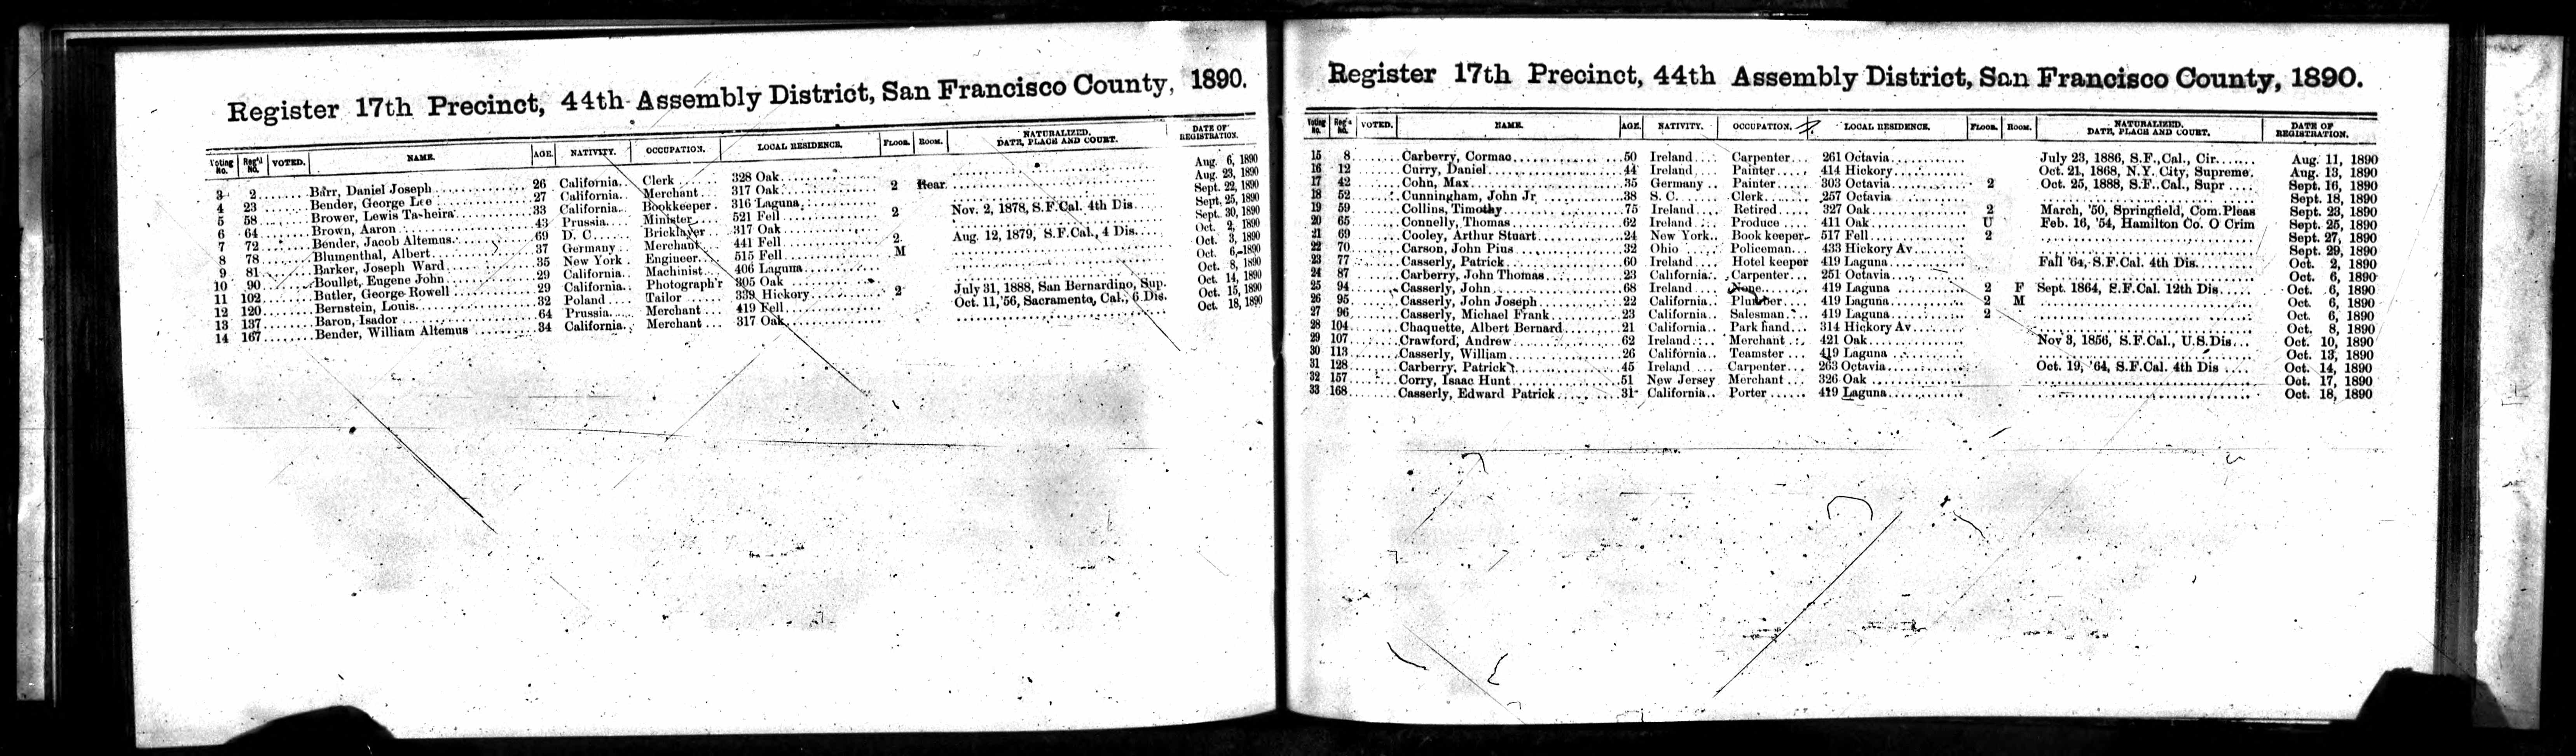 Register 17th Precinct, 44th Assembly District, San Francisco County, 1890.
Voting No. Reg'd No. VOTED. NAME. AGE. NATIVITY. OCCUPATION. LOCAL RESIDENCE. FLOOR. ROOM. NATURALIZED. DATE, PLACE AND COURT. DATE OF REGISTRATION.
3 2 Barr, Daniel Joseph 26 California Clerk 328 Oak Aug. 6, 1890
4 23 Bender, George Lee 27 California Merchant 317 Oak 2 Rear Aug. 23, 1890
5 58 Brower, Lewis Ta-heira 33 California Bookkeeper 316 Laguna Sept. 22, 1890
6 64 Brown, Aaron 43 Prussia Minister 521 Fell 2 Nov. 2, 1878, S.F.Cal. 4th Dis. Sept. 25, 1890
7 72 Bender, Jacob Altemus 69 D. C. Bricklayer 317 Oak Sept. 30, 1890
8 78 Blumenthal, Albert 37 Germany Merchant 441 Fell 2 Aug. 12, 1879, S.F.Cal., 4 Dis. Oct. 2, 1890
9 81 Barker, Joseph Ward 35 New York Engineer 515 Fell M Oct. 3, 1890
10 90 Boullet, Eugene John 29 California Machinist 406 Laguna Oct. 6, 1890
11 102 Butler, George Rowell 29 California Photograph'r 305 Oak Oct. 8, 1890
12 120 Bernstein, Louis 32 Poland Tailor 339 Hickory 2 July 31, 1888, San Bernardino, Sup. Oct. 14, 1890
13 137 Baron, Isador 64 Prussia Merchant 419 Fell Oct. 11, '56, Sacramento, Cal., 6 Dis. Oct. 15, 1890
14 167 Bender, William Altemus 34 California Merchant 317 Oak Oct. 18, 1890
Register 17th Precinct, 44th Assembly District, San Francisco County, 1890.
Voting No. Reg'd No. VOTED. NAME. AGE. NATIVITY. OCCUPATION. LOCAL RESIDENCE. FLOOR. ROOM. NATURALIZED. DATE, PLACE AND COURT. DATE OF REGISTRATION.
15 8 Carberry, Cormac 50 Ireland Carpenter 261 Octavia July 23, 1886, S.F., Cal., Cir. Aug. 11, 1890
16 12 Curry, Daniel 44 Ireland Painter 414 Hickory Oct. 21, 1868, N.Y. City, Supreme. Aug. 13, 1890
17 42 Cohn, Max 35 Germany Painter 303 Octavia 2 Oct. 25, 1888, S.F. Cal., Supr Sept. 16, 1890
18 52 Cunningham, John Jr 38 S. C. Clerk 257 Octavia Sept. 18, 1890
19 59 Collins, Timothy 75 Ireland Retired 327 Oak 2 March, '50, Springfield, Com. Pleas Sept. 23, 1890
20 65 Connelly, Thomas 62 Ireland Produce 411 Oak U Feb. 16, '54, Hamilton Co. O Crim Sept. 25, 1890
21 69 Cooley, Arthur Stuart 24 New York Book keeper 517 Fell 2 Sept. 27, 1890
22 70 Carson, John Pius 32 Ohio Policeman 433 Hickory Av Sept. 29, 1890
23 77 Casserly, Patrick 60 Ireland Hotel keeper 419 Laguna Fall '64, S.F.Cal. 4th Dis. Oct. 2, 1890
24 87 Carberry, John Thomas 23 California Carpenter 251 Octavia Oct. 6, 1890
25 94 Casserly, John 68 Ireland None 419 Laguna 2 F Sept. 1864, S.F.Cal. 12th Dis Oct. 6, 1890
26 95 Casserly, John Joseph 22 California Plumber 419 Laguna 2 M Oct. 6, 1890
27 96 Casserly, Michael Frank 23 California Salesman 419 Laguna 2 Oct. 6, 1890
28 104 Chaquette, Albert Bernard 21 California Park hand 314 Hickory Av Oct. 8, 1890
29 107 Crawford, Andrew 62 Ireland Merchant 421 Oak Nov 3, 1856, S.F.Cal., U.S.Dis Oct. 10, 1890
30 113 Casserly, William 26 California Teamster 419 Laguna Oct. 13, 1890
31 128 Carberry, Patrick 45 Ireland Carpenter 263 Octavia Oct. 19, '64, S.F.Cal. 4th Dis Oct. 14, 1890
32 157 Corry, Isaac Hunt 51 New Jersey Merchant 326 Oak Oct. 17, 1890
33 168 Casserly, Edward Patrick 31 California Porter 419 Laguna Oct. 18, 1890